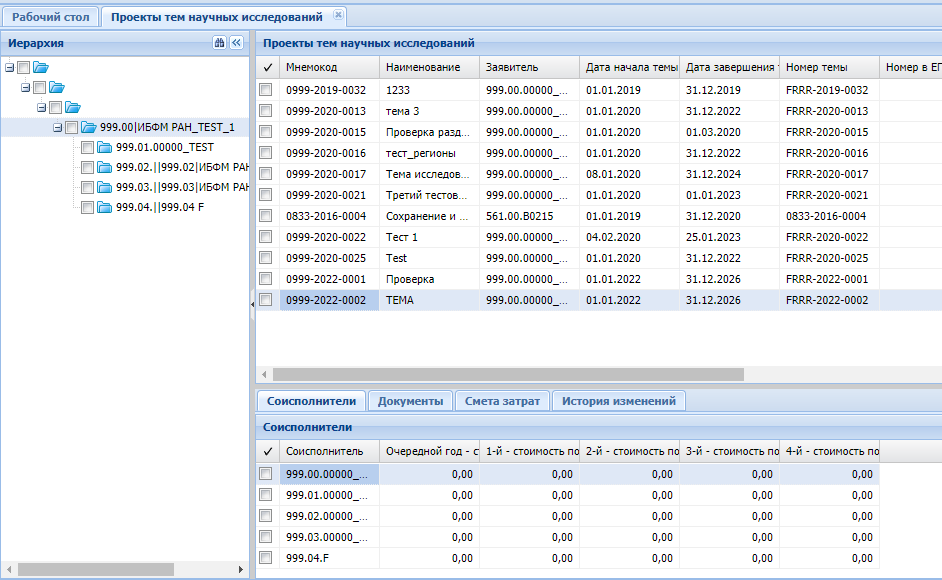 Рабочий стол
Проекты тем научных исследований
Иерархия
999.00|ИБФМ РАН_TEST_1
999.01.00000_TEST
999.02.||999.02|ИБФМ РАН
999.03.||999.03|ИБФМ РАН
999.04.||999.04 F
Проекты тем научных исследований
Мнемокод Наименование Заявитель Дата начала темы Дата завершения Номер темы Номер в ЕГ
0999-2019-0032 1233 999.00.00000_... 01.01.2019 31.12.2019 FRRR-2019-0032
0999-2020-0013 тема 3 999.00.00000_... 01.01.2020 31.12.2022 FRRR-2020-0013
0999-2020-0015 Проверка разд... 999.00.00000_... 01.01.2020 01.03.2020 FRRR-2020-0015
0999-2020-0016 тест_регионы 999.00.00000_... 01.01.2020 31.12.2022 FRRR-2020-0016
0999-2020-0017 Тема исследов... 999.00.00000_... 08.01.2020 31.12.2024 FRRR-2020-0017
0999-2020-0021 Третий тестов... 999.00.00000_... 01.01.2020 01.01.2023 FRRR-2020-0021
0833-2016-0004 Сохранение и ... 561.00.B0215 01.01.2019 31.12.2020 0833-2016-0004
0999-2020-0022 Тест 1 999.00.00000_... 04.02.2020 25.01.2023 FRRR-2020-0022
0999-2020-0025 Test 999.00.00000_... 01.01.2020 31.12.2022 FRRR-2020-0025
0999-2022-0001 Проверка 999.00.00000_... 01.01.2022 31.12.2026 FRRR-2022-0001
0999-2022-0002 ТЕМА 999.00.00000_... 01.01.2022 31.12.2026 FRRR-2022-0002
Соисполнители Документы Смета затрат История изменений
Соисполнители
Соисполнитель Очередной год - с 1-й - стоимость по 2-й - стоимость по 3-й - стоимость по 4-й - стоимость по
999.00.00000_... 0,00 0,00 0,00 0,00 0,00
999.01.00000_... 0,00 0,00 0,00 0,00 0,00
999.02.00000_... 0,00 0,00 0,00 0,00 0,00
999.03.00000_... 0,00 0,00 0,00 0,00 0,00
999.04.F 0,00 0,00 0,00 0,00 0,00